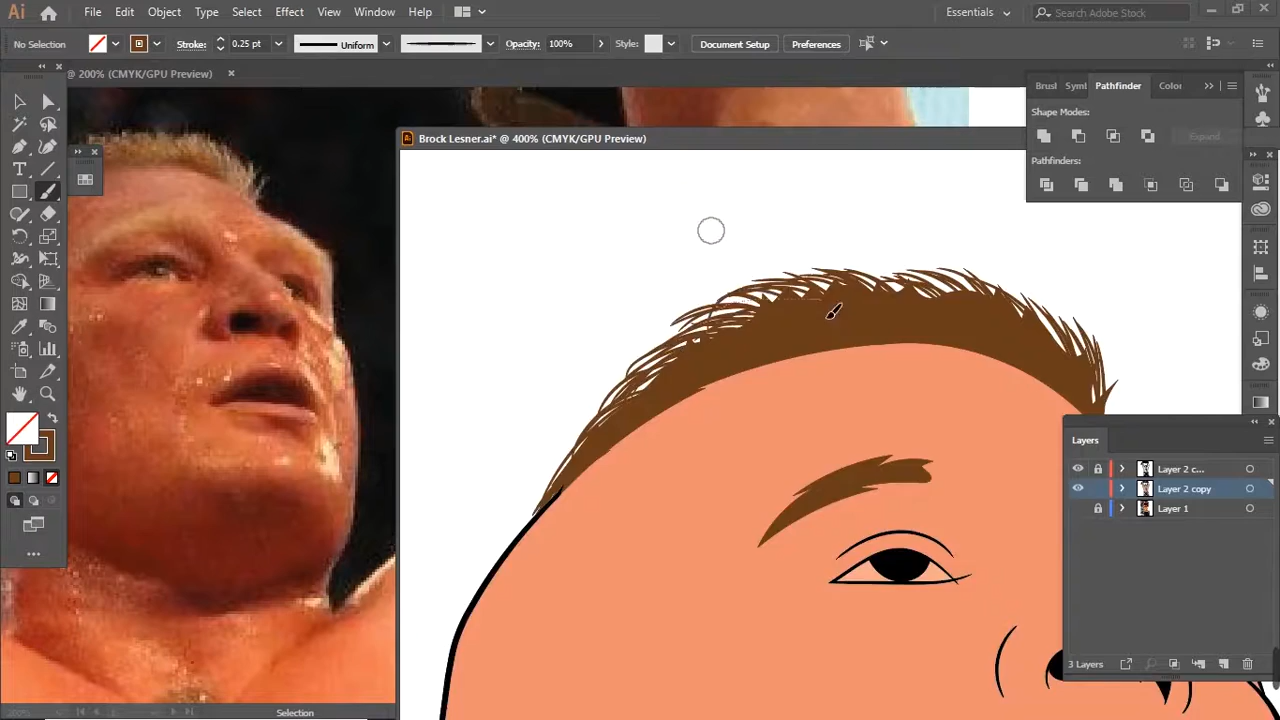 Ai File Edit Object Type Select Effect View Window Help Essentials Search Adobe Stock
No Selection Stroke: 0.25 pt Uniform Opacity: 100% Style: Document Setup Preferences
@ 200% (CMYK/GPU Preview)
Brush Symb Pathfinder Color
Shape Modes:
Expand
Pathfinders:
Brock Lesner.ai* @ 400% (CMYK/GPU Preview)
Layers
Layer 2 c...
Layer 2 copy
Layer 1
3 Layers
Selection